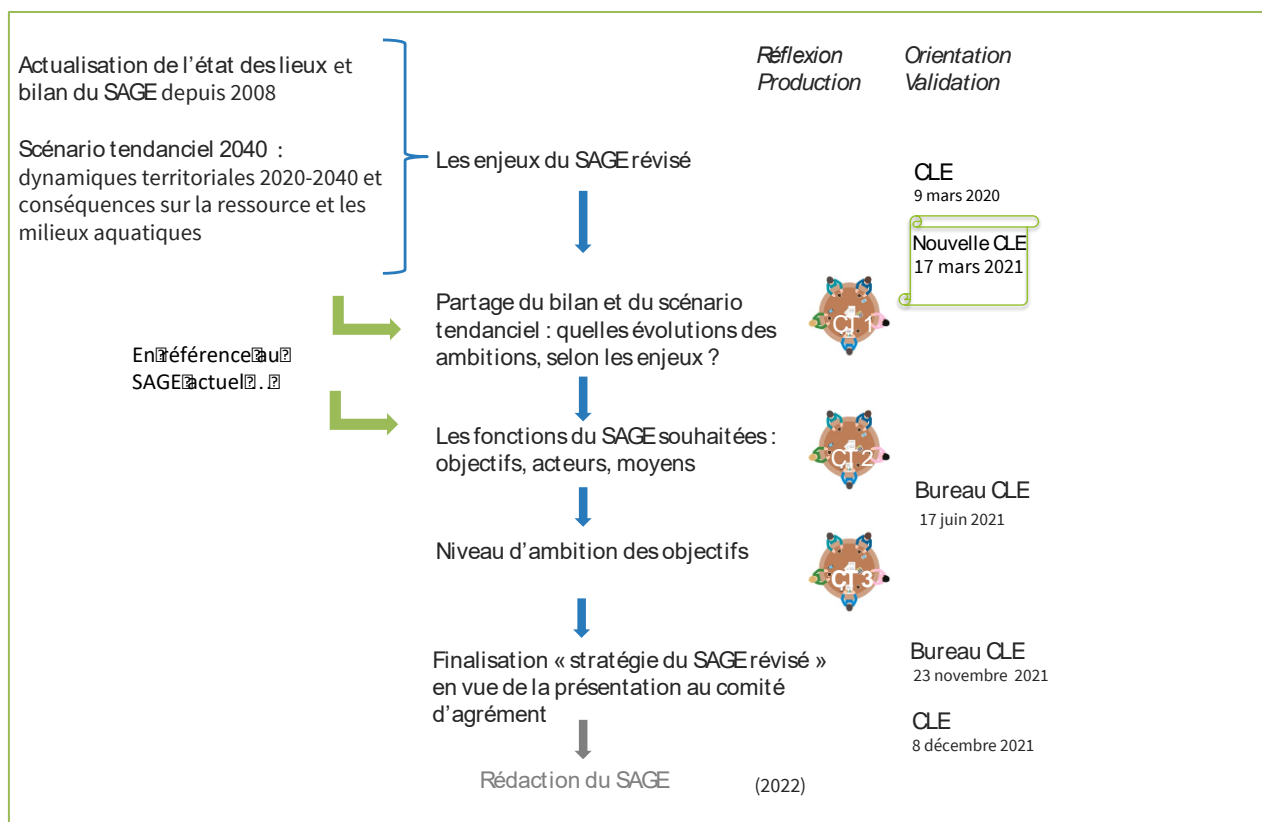 Actualisation de l'état des lieux et
bilan du SAGE depuis 2008
Scénario tendanciel 2040 :
dynamiques territoriales 2020-2040 et
conséquences sur la ressource et les
milieux aquatiques
Réflexion
Production
Orientation
Validation
Les enjeux du SAGE révisé
CLE
9 mars 2020
Nouvelle CLE
17 mars 2021
En référence au
SAGE actuel . .
Partage du bilan et du scénario
tendanciel : quelles évolutions des
ambitions, selon les enjeux ?
CT 1
Les fonctions du SAGE souhaitées :
objectifs, acteurs, moyens
CT 2
Bureau CLE
17 juin 2021
Niveau d'ambition des objectifs
CT 3
Finalisation « stratégie du SAGE révisé »
en vue de la présentation au comité
d'agrément
Bureau CLE
23 novembre 2021
CLE
8 décembre 2021
Rédaction du SAGE
(2022)